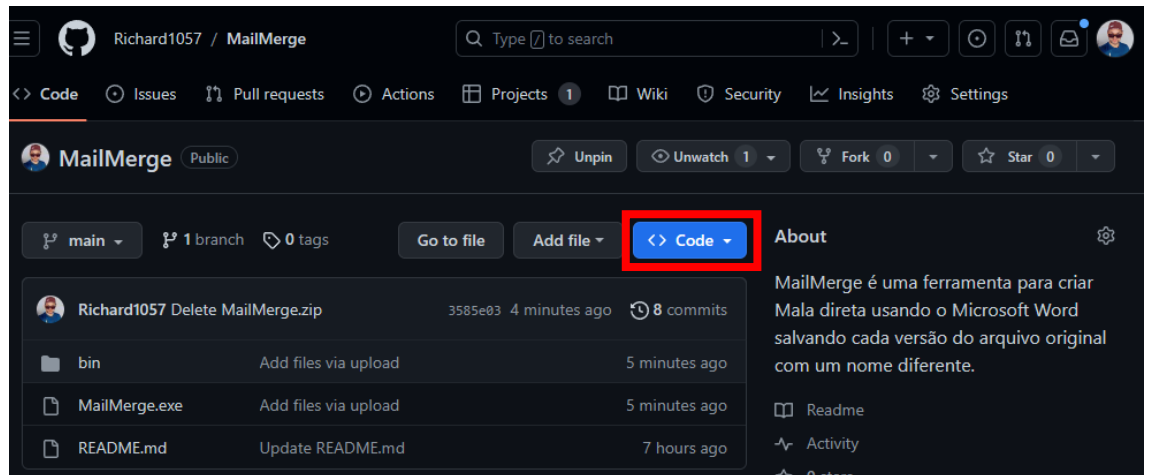 Richard1057 / MailMerge
Type / to search
<> Code Issues Pull requests Actions Projects 1 Wiki Security Insights Settings
MailMerge Public
Unpin Unwatch 1 Fork 0 Star 0
main 1 branch 0 tags Go to file Add file <> Code
About
MailMerge é uma ferramenta para criar
Mala direta usando o Microsoft Word
salvando cada versão do arquivo original
com um nome diferente.
Richard1057 Delete MailMerge.zip 3585e03 4 minutes ago 8 commits
bin Add files via upload 5 minutes ago
MailMerge.exe Add files via upload 5 minutes ago
README.md Update README.md 7 hours ago
Readme
Activity
0 stars